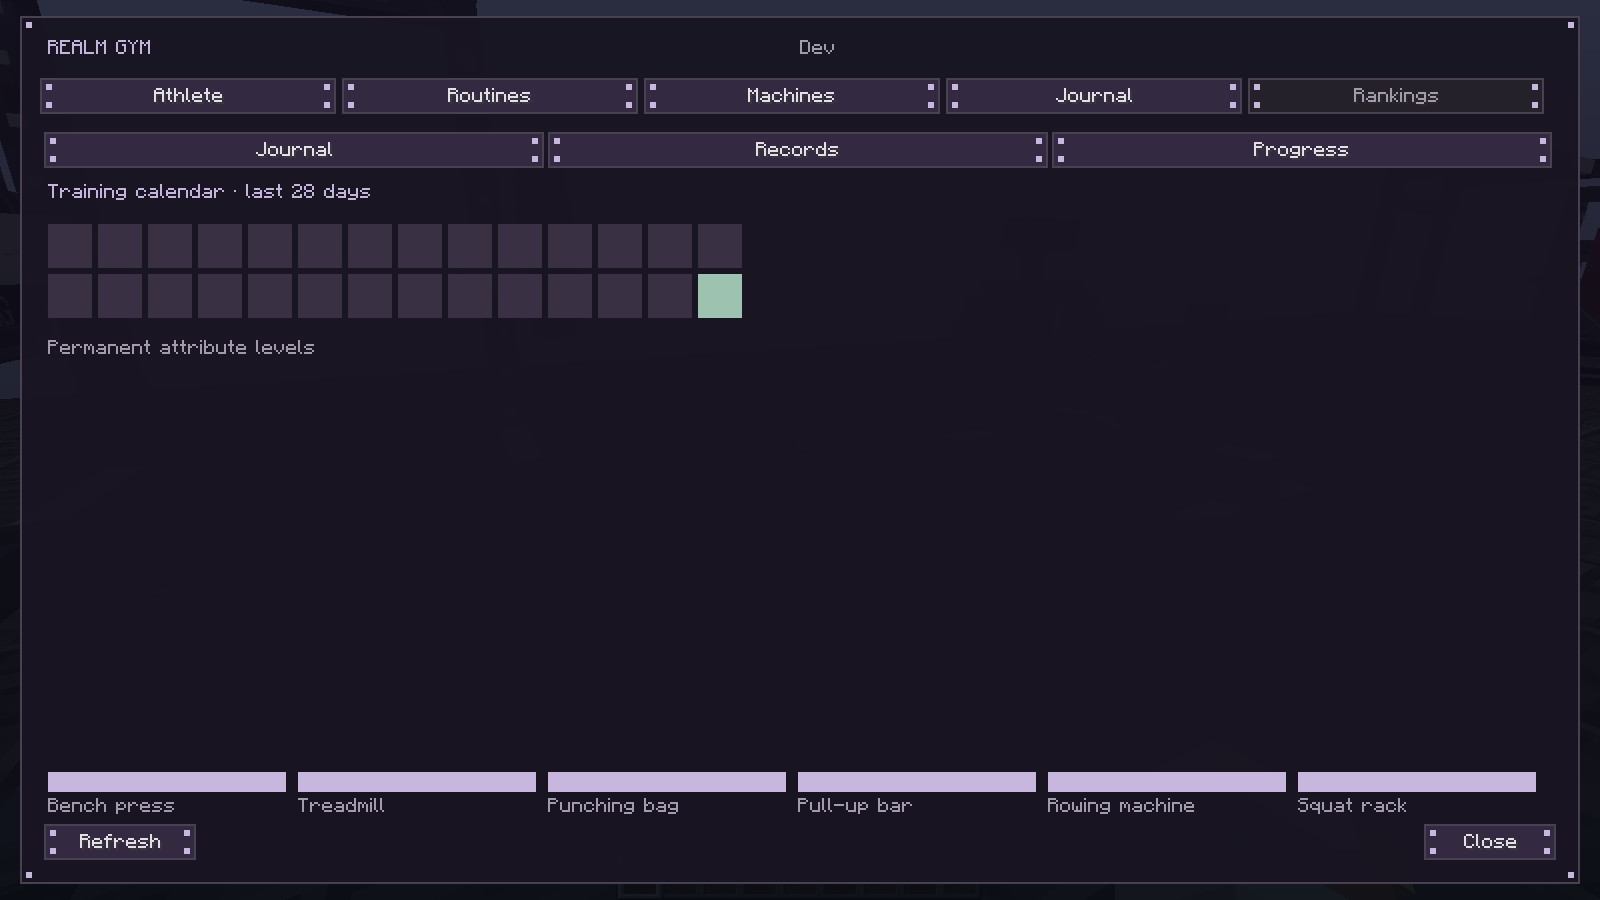 REALM GYM
Dev
Athlete Routines Machines Journal Rankings
Journal Records Progress
Training calendar · last 28 days
Permanent attribute levels
Bench press Treadmill Punching bag Pull-up bar Rowing machine Squat rack
Refresh Close